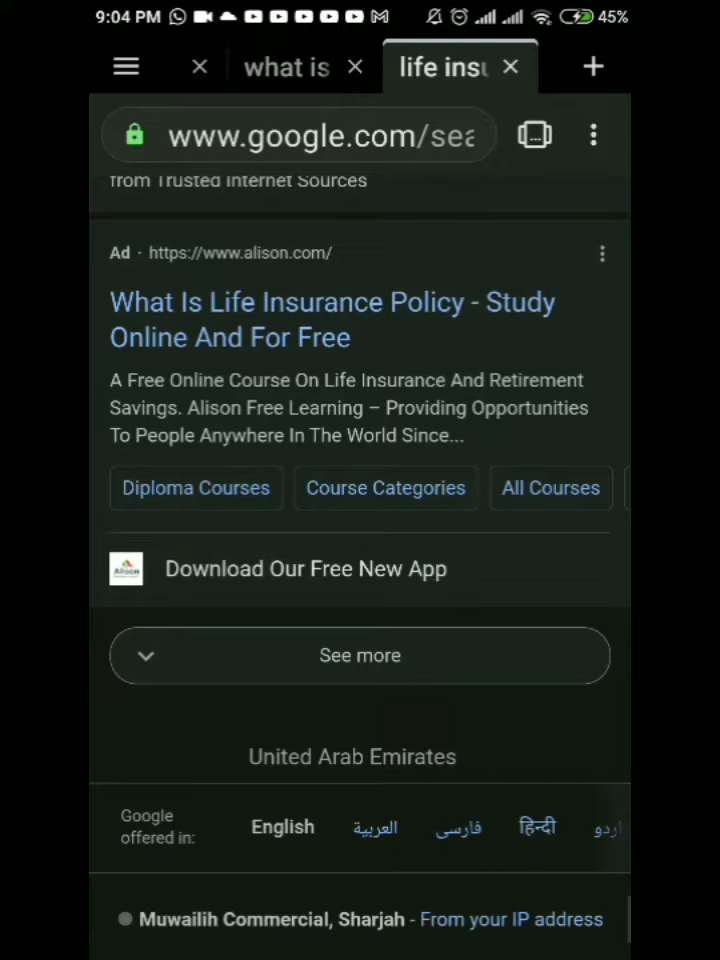 9:04 PM 45%
what is
life insu
www.google.com/sea
from Trusted Internet Sources
Ad · https://www.alison.com/
What Is Life Insurance Policy - Study
Online And For Free
A Free Online Course On Life Insurance And Retirement
Savings. Alison Free Learning – Providing Opportunities
To People Anywhere In The World Since...
Diploma Courses Course Categories All Courses
Alison
Download Our Free New App
See more
United Arab Emirates
Google
offered in:
English العربية فارسی हिन्दी اردو
Muwailih Commercial, Sharjah - From your IP address